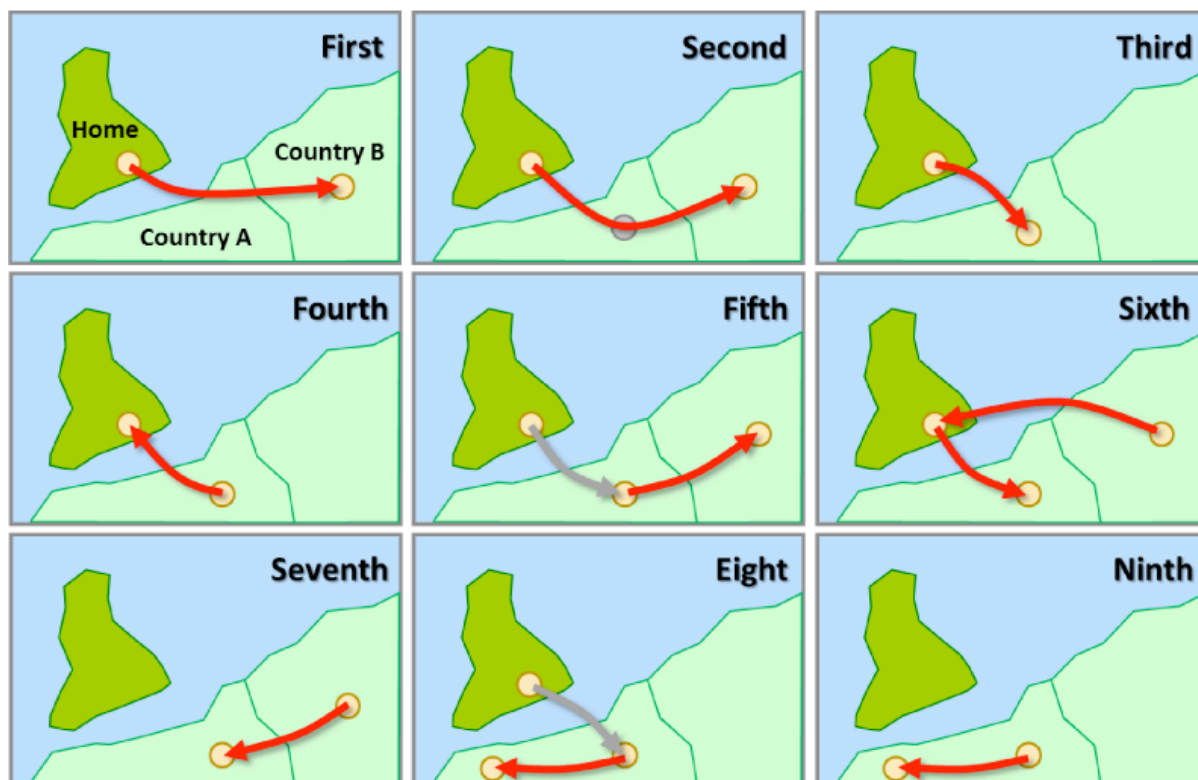 First
Second
Third
Home
Country B
Country A
Fourth
Fifth
Sixth
Seventh
Eight
Ninth